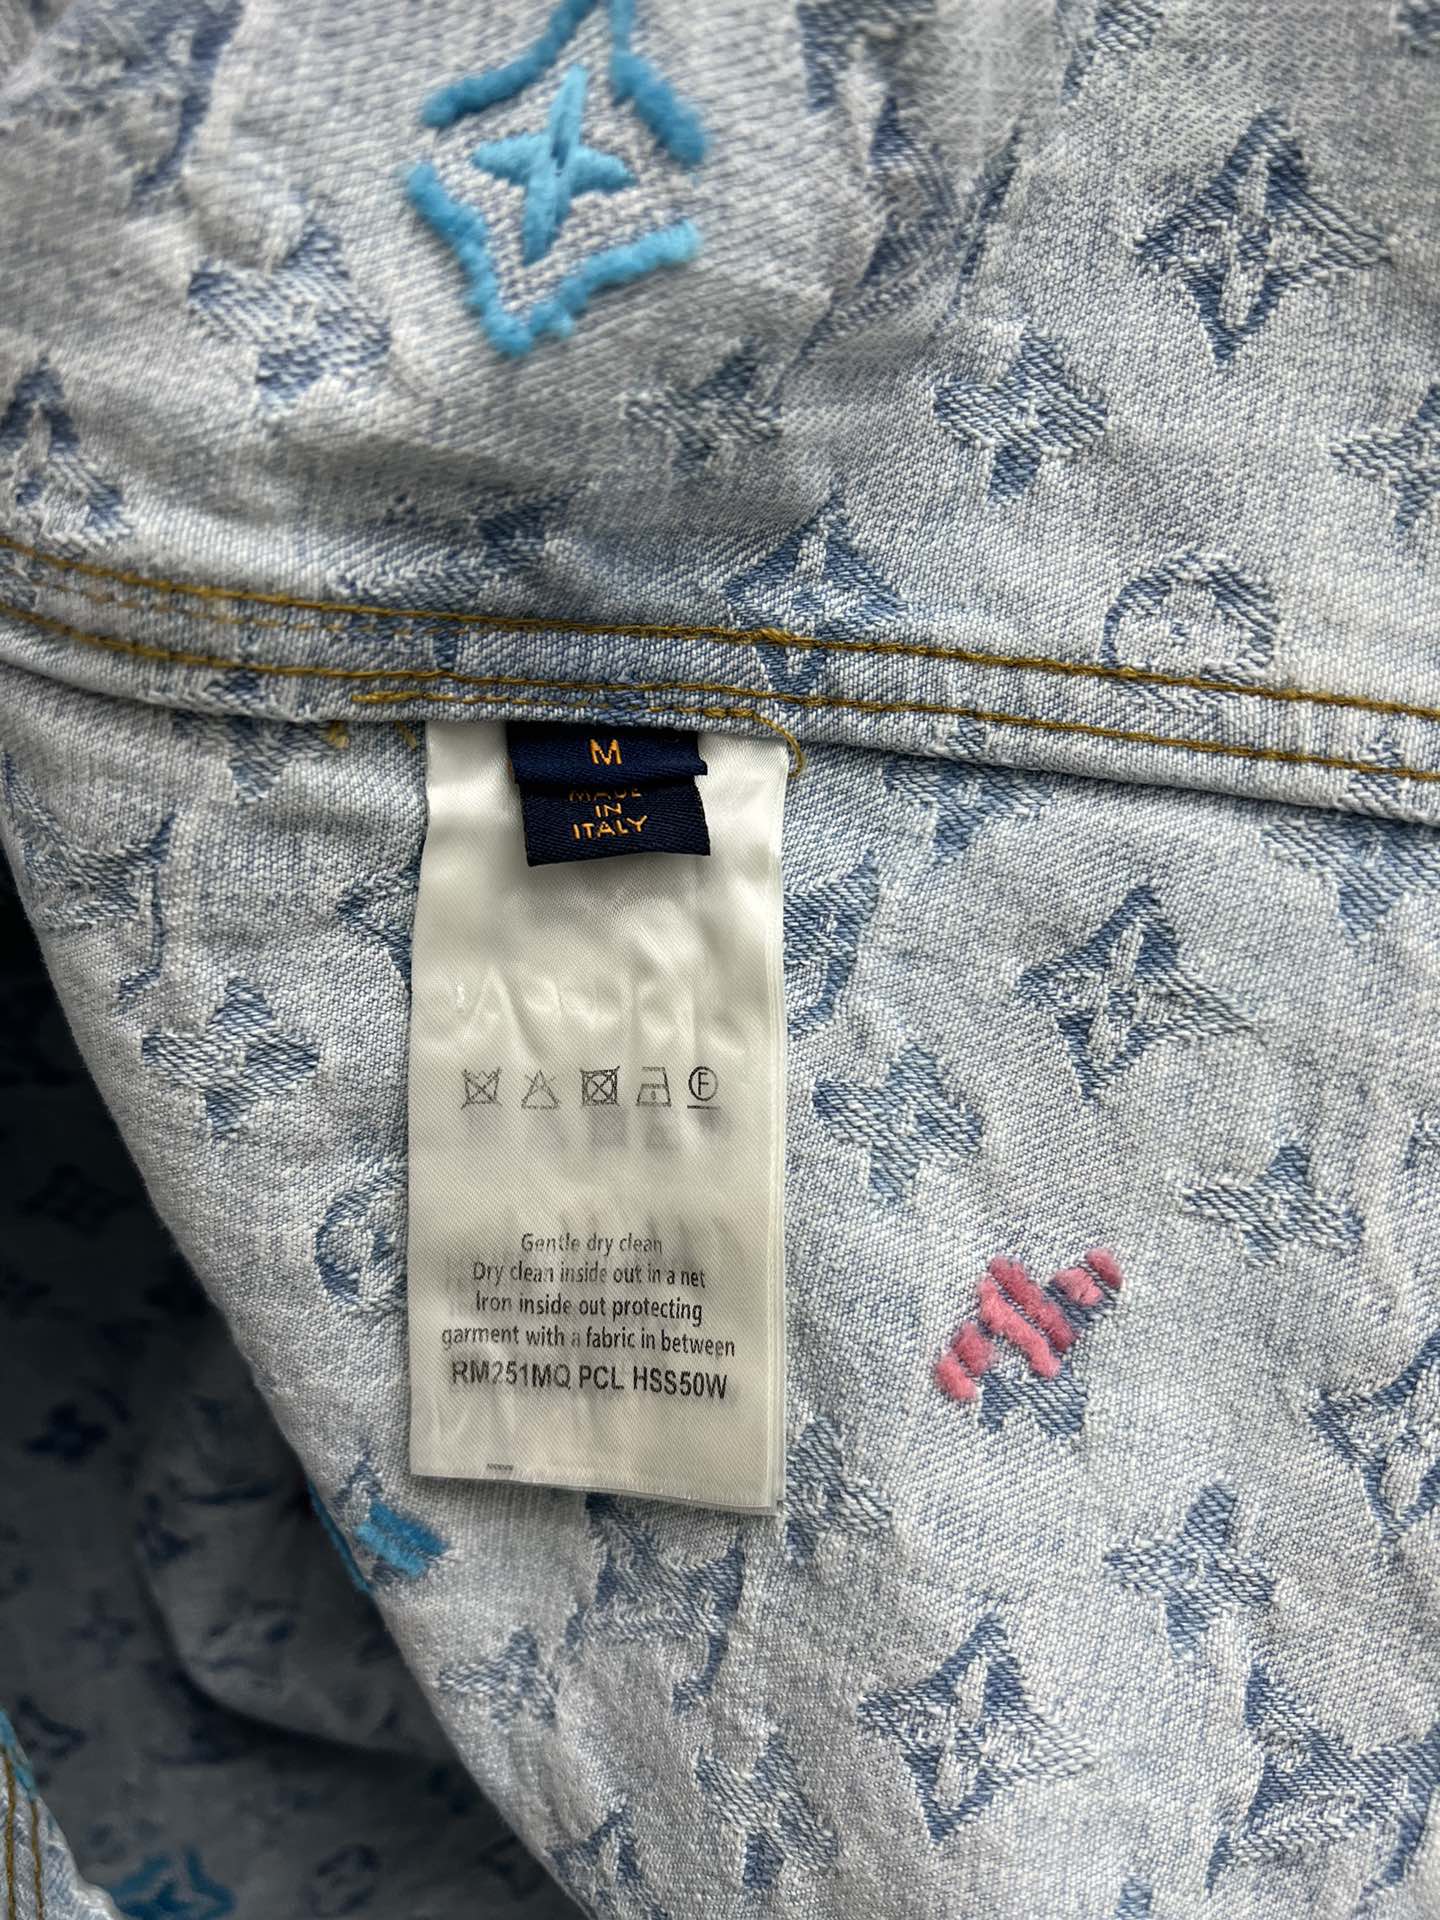 M
MADE
IN
ITALY
F
Gentle dry clean
Dry clean inside out in a net
Iron inside out protecting
garment with a fabric in between
RM251MQ PCL HSS50W